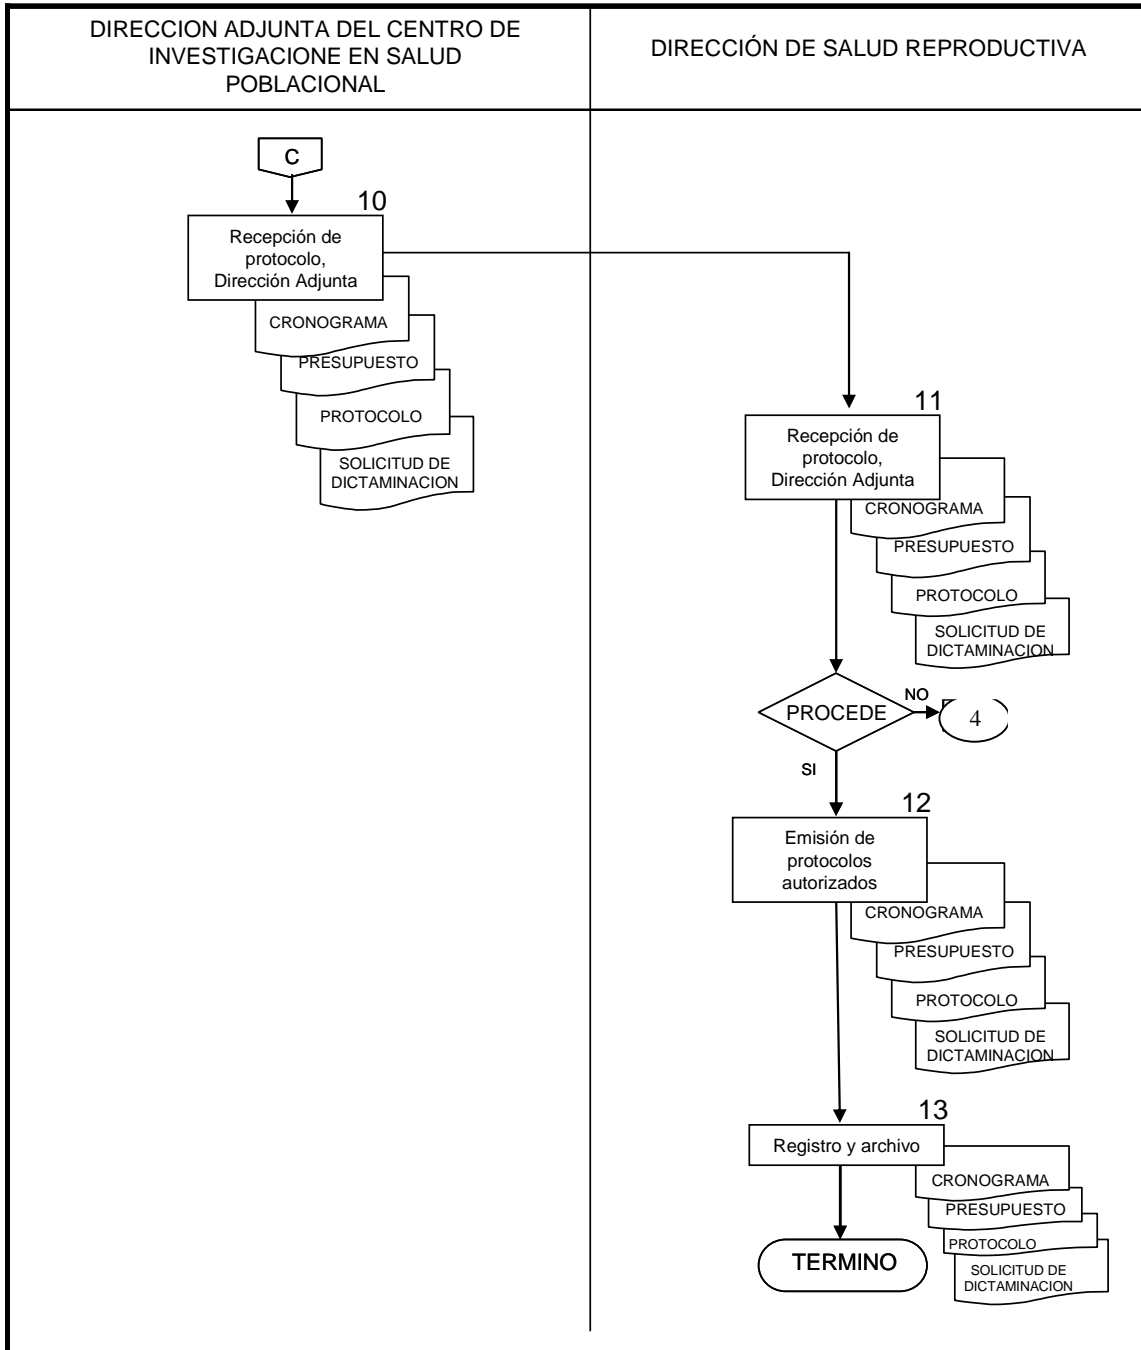 DIRECCION ADJUNTA DEL CENTRO DE
INVESTIGACIONE EN SALUD
POBLACIONAL
DIRECCIÓN DE SALUD REPRODUCTIVA
C
10
Recepción de
protocolo,
Dirección Adjunta
CRONOGRAMA
PRESUPUESTO
PROTOCOLO
SOLICITUD DE
DICTAMINACION
11
Recepción de
protocolo,
Dirección Adjunta
CRONOGRAMA
PRESUPUESTO
PROTOCOLO
SOLICITUD DE
DICTAMINACION
PROCEDE
NO
4
SI
12
Emisión de
protocolos
autorizados
CRONOGRAMA
PRESUPUESTO
PROTOCOLO
SOLICITUD DE
DICTAMINACION
13
Registro y archivo
CRONOGRAMA
PRESUPUESTO
PROTOCOLO
SOLICITUD DE
DICTAMINACION
TERMINO